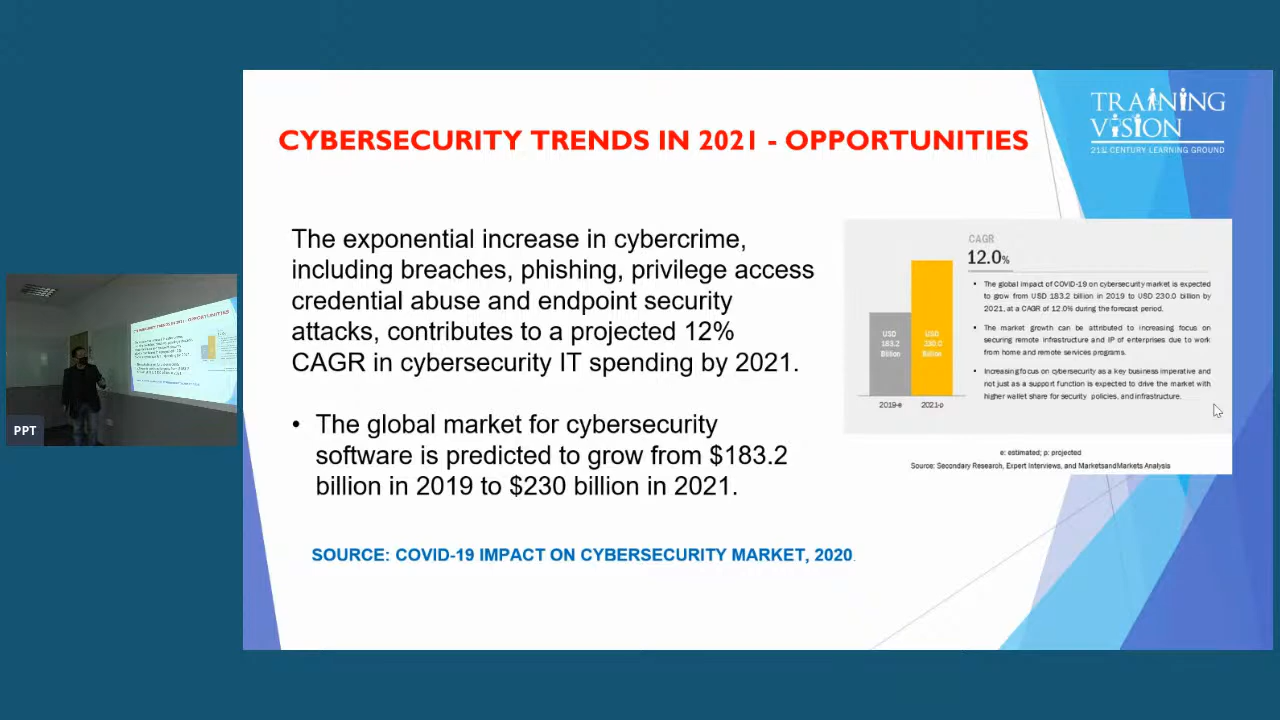 CYBERSECURITY TRENDS IN 2021 - OPPORTUNITIES
TRAINING
VISION
21st CENTURY LEARNING GROUND
The exponential increase in cybercrime,
including breaches, phishing, privilege access
credential abuse and endpoint security
attacks, contributes to a projected 12%
CAGR in cybersecurity IT spending by 2021.
• The global market for cybersecurity
software is predicted to grow from $183.2
billion in 2019 to $230 billion in 2021.
SOURCE: COVID-19 IMPACT ON CYBERSECURITY MARKET, 2020.
CAGR
12.0%
• The global impact of COVID-19 on cybersecurity market is expected
to grow from USD 183.2 billion in 2019 to USD 230.0 billion by
2021, at a CAGR of 12.0% during the forecast period.
• The market growth can be attributed to increasing focus on
securing remote infrastructure and IP of enterprises due to work
from home and remote services programs.
• Increasing focus on cybersecurity as a key business imperative and
not just as a support function is expected to drive the market with
higher wallet share for security policies, and infrastructure.
USD
183.2
Billion
USD
230.0
Billion
2019-e
2021-p
e: estimated; p: projected
Source: Secondary Research, Expert Interviews, and MarketsandMarkets Analysis
PPT
CYBERSECURITY TRENDS IN 2021 - OPPORTUNITIES